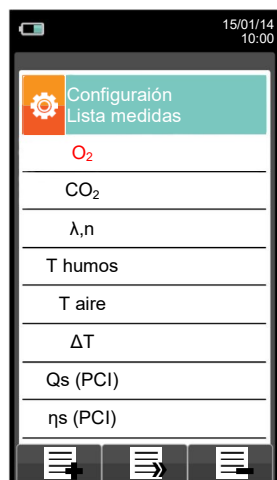 15/01/14
10:00
Configuraión
Lista medidas
O₂
CO₂
λ,n
T humos
T aire
ΔT
Qs (PCI)
ηs (PCI)